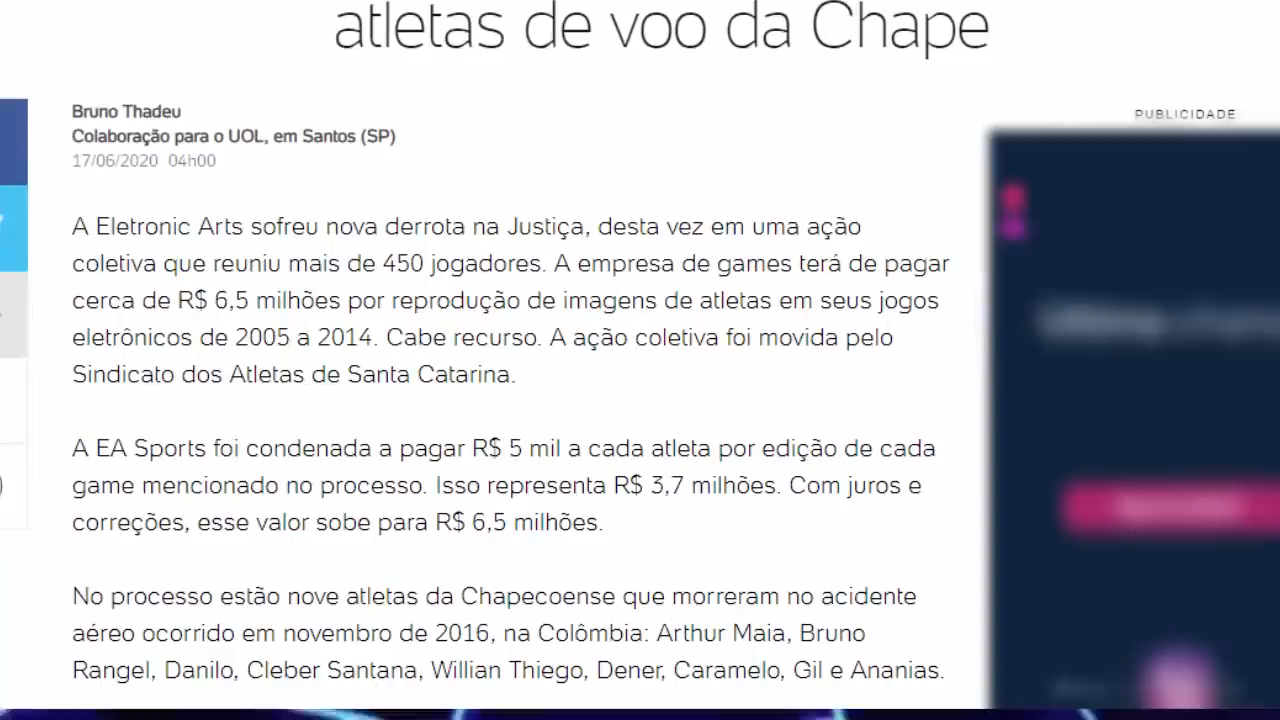 atletas de voo da Chape
Bruno Thadeu
Colaboração para o UOL, em Santos (SP)
17/06/2020 04h00
PUBLICIDADE
A Eletronic Arts sofreu nova derrota na Justiça, desta vez em uma ação
coletiva que reuniu mais de 450 jogadores. A empresa de games terá de pagar
cerca de R$ 6,5 milhões por reprodução de imagens de atletas em seus jogos
eletrônicos de 2005 a 2014. Cabe recurso. A ação coletiva foi movida pelo
Sindicato dos Atletas de Santa Catarina.
A EA Sports foi condenada a pagar R$ 5 mil a cada atleta por edição de cada
game mencionado no processo. Isso representa R$ 3,7 milhões. Com juros e
correções, esse valor sobe para R$ 6,5 milhões.
No processo estão nove atletas da Chapecoense que morreram no acidente
aéreo ocorrido em novembro de 2016, na Colômbia: Arthur Maia, Bruno
Rangel, Danilo, Cleber Santana, Willian Thiego, Dener, Caramelo, Gil e Ananias.